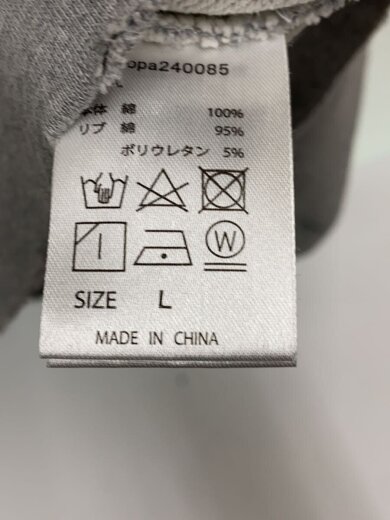 opa240085
本体 綿 100%
リブ 綿 95%
ポリウレタン 5%
W
SIZE L
MADE IN CHINA